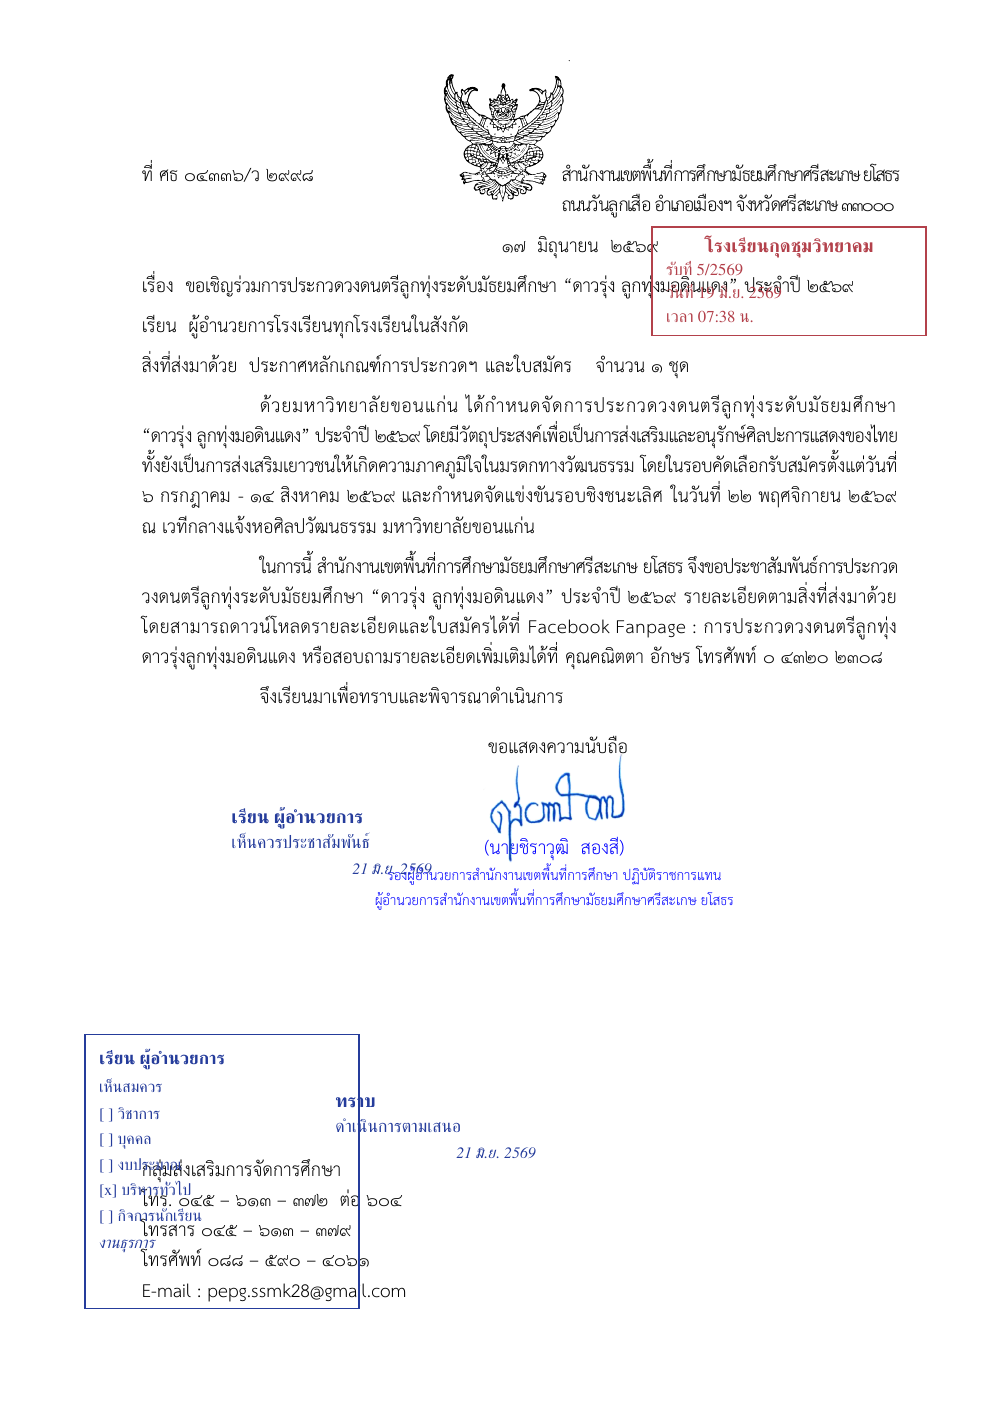 ที่ ศธ ๐๔๓๓๖/ว ๒๙๙๘
สำนักงานเขตพื้นที่การศึกษามัธยมศึกษาศรีสะเกษ ยโสธร
ถนนวันลูกเสือ อำเภอเมืองฯ จังหวัดศรีสะเกษ ๓๓๐๐๐
๑๗ มิถุนายน ๒๕๖๙
โรงเรียนกุดชุมวิทยาคม
รับที่ 5/2569
วันที่ 19 มิ.ย. 2569
เวลา 07:38 น.
เรื่อง ขอเชิญร่วมการประกวดวงดนตรีลูกทุ่งระดับมัธยมศึกษา “ดาวรุ่ง ลูกทุ่งมอดินแดง” ประจำปี ๒๕๖๙
เรียน ผู้อำนวยการโรงเรียนทุกโรงเรียนในสังกัด
สิ่งที่ส่งมาด้วย ประกาศหลักเกณฑ์การประกวดฯ และใบสมัคร จำนวน ๑ ชุด
ด้วยมหาวิทยาลัยขอนแก่น ได้กำหนดจัดการประกวดวงดนตรีลูกทุ่งระดับมัธยมศึกษา
“ดาวรุ่ง ลูกทุ่งมอดินแดง” ประจำปี ๒๕๖๙ โดยมีวัตถุประสงค์เพื่อเป็นการส่งเสริมและอนุรักษ์ศิลปะการแสดงของไทย
ทั้งยังเป็นการส่งเสริมเยาวชนให้เกิดความภาคภูมิใจในมรดกทางวัฒนธรรม โดยในรอบคัดเลือกรับสมัครตั้งแต่วันที่
๖ กรกฎาคม - ๑๔ สิงหาคม ๒๕๖๙ และกำหนดจัดแข่งขันรอบชิงชนะเลิศ ในวันที่ ๒๒ พฤศจิกายน ๒๕๖๙
ณ เวทีกลางแจ้งหอศิลปวัฒนธรรม มหาวิทยาลัยขอนแก่น
ในการนี้ สำนักงานเขตพื้นที่การศึกษามัธยมศึกษาศรีสะเกษ ยโสธร จึงขอประชาสัมพันธ์การประกวด
วงดนตรีลูกทุ่งระดับมัธยมศึกษา “ดาวรุ่ง ลูกทุ่งมอดินแดง” ประจำปี ๒๕๖๙ รายละเอียดตามสิ่งที่ส่งมาด้วย
โดยสามารถดาวน์โหลดรายละเอียดและใบสมัครได้ที่ Facebook Fanpage : การประกวดวงดนตรีลูกทุ่ง
ดาวรุ่งลูกทุ่งมอดินแดง หรือสอบถามรายละเอียดเพิ่มเติมได้ที่ คุณคณิตตา อักษร โทรศัพท์ ๐ ๔๓๒๐ ๒๓๐๘
จึงเรียนมาเพื่อทราบและพิจารณาดำเนินการ
ขอแสดงความนับถือ
เรียน ผู้อำนวยการ
เห็นควรประชาสัมพันธ์
21 มิ.ย. 2569
(นายชิราวุฒิ สองสี)
รองผู้อำนวยการสำนักงานเขตพื้นที่การศึกษา ปฏิบัติราชการแทน
ผู้อำนวยการสำนักงานเขตพื้นที่การศึกษามัธยมศึกษาศรีสะเกษ ยโสธร
เรียน ผู้อำนวยการ
เห็นสมควร
[ ] วิชาการ
[ ] บุคคล
[ ] งบประมาณ
[x] บริหารทั่วไป
[ ] กิจการนักเรียน
งานธุรการ
ทราบ
ดำเนินการตามเสนอ
21 มิ.ย. 2569
กลุ่มส่งเสริมการจัดการศึกษา
โทร. ๐๔๕ – ๖๑๓ – ๓๗๒ ต่อ ๖๐๔
โทรสาร ๐๔๕ – ๖๑๓ – ๓๗๙
โทรศัพท์ ๐๘๘ – ๕๙๐ – ๔๐๖๑
E-mail : pepg.ssmk28@gmail.com